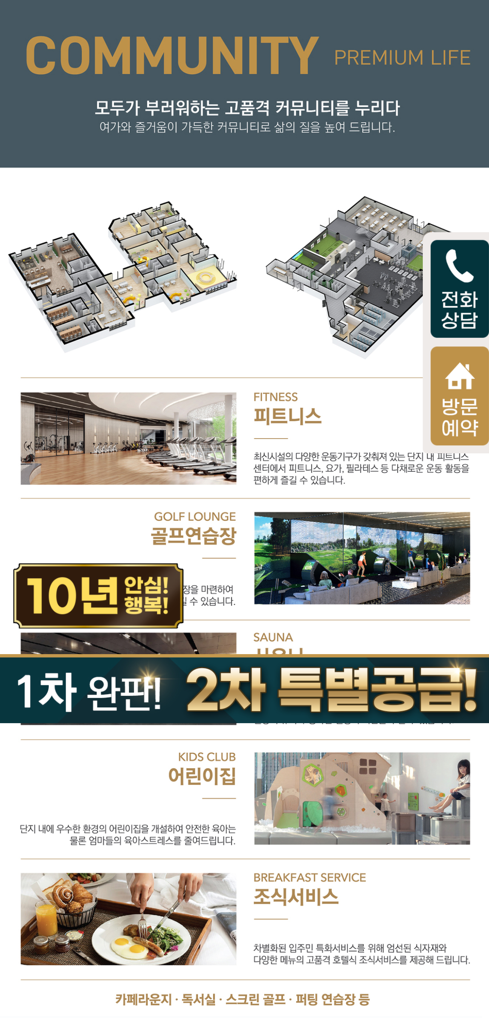 COMMUNITY PREMIUM LIFE
모두가 부러워하는 고품격 커뮤니티를 누리다
여가와 즐거움이 가득한 커뮤니티로 삶의 질을 높여 드립니다.
전화
상담
방문
예약
FITNESS
피트니스
최신시설의 다양한 운동기구가 갖춰져 있는 단지 내 피트니스
센터에서 피트니스, 요가, 필라테스 등 다채로운 운동 활동을
편하게 즐길 수 있습니다.
GOLF LOUNGE
골프연습장
마련하여
수 있습니다.
10년 안심!
행복!
SAUNA
1차 완판! 2차 특별공급!
KIDS CLUB
어린이집
단지 내에 우수한 환경의 어린이집을 개설하여 안전한 육아는
물론 엄마들의 육아스트레스를 줄여드립니다.
BREAKFAST SERVICE
조식서비스
차별화된 입주민 특화서비스를 위해 엄선된 식자재와
다양한 메뉴의 고품격 호텔식 조식서비스를 제공해 드립니다.
카페라운지 · 독서실 · 스크린 골프 · 퍼팅 연습장 등